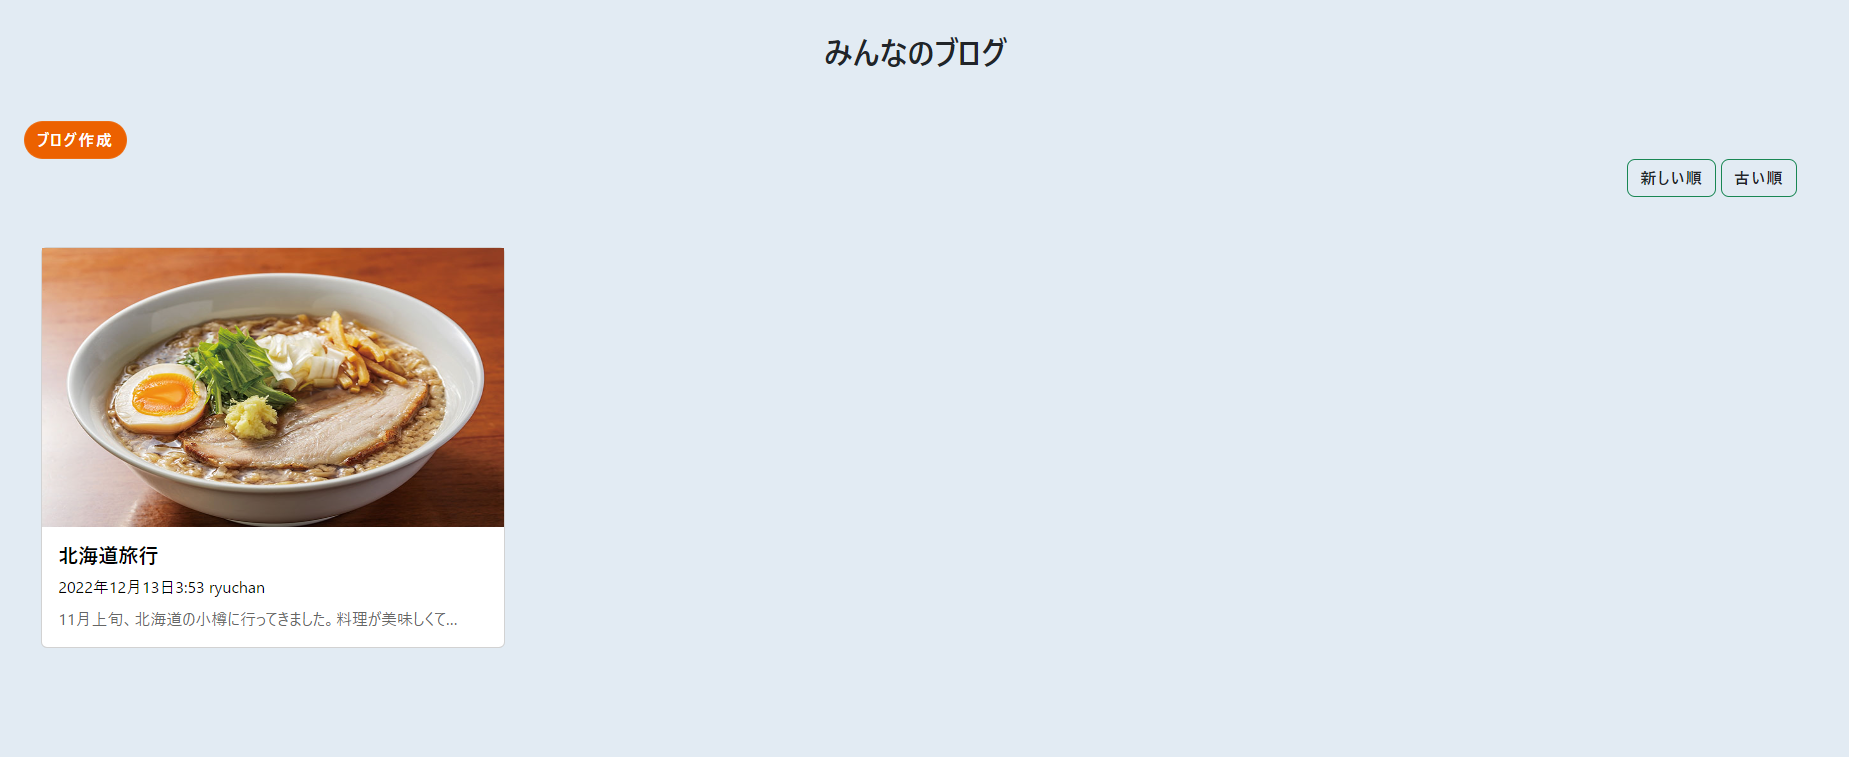 みんなのブログ
ブログ作成
新しい順 古い順
北海道旅行
2022年12月13日3:53 ryuchan
11月上旬、北海道の小樽に行ってきました。料理が美味しくて...